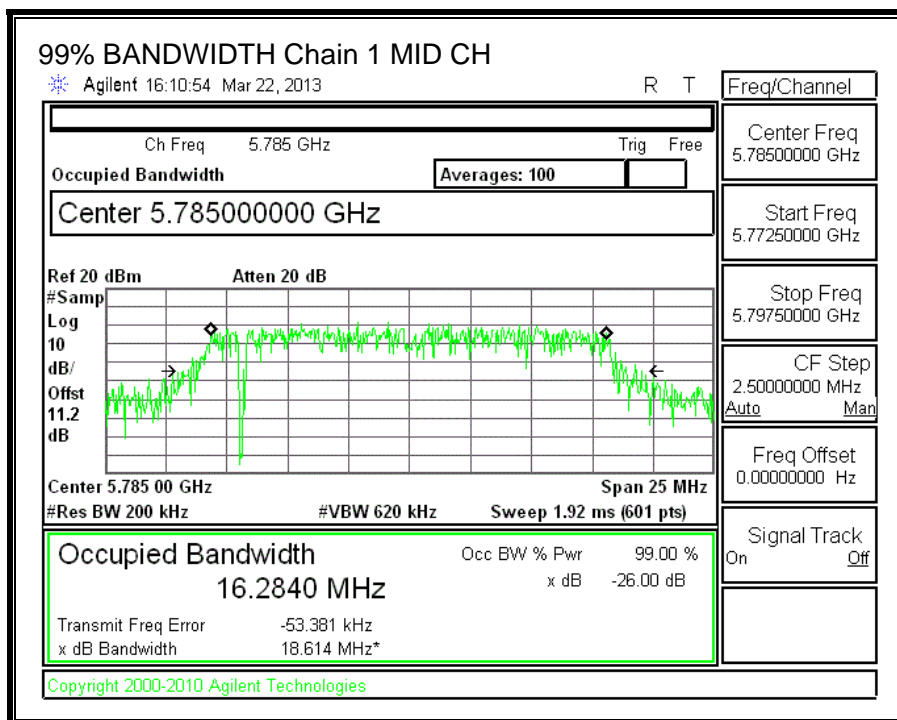 99% BANDWIDTH Chain 1 MID CH
Agilent 16:10:54 Mar 22, 2013 R T
Ch Freq 5.785 GHz Trig Free
Occupied Bandwidth Averages: 100
Center 5.785000000 GHz
Ref 20 dBm Atten 20 dB
#Samp
Log
10
dB/
Offst
11.2
dB
Center 5.785 00 GHz Span 25 MHz
#Res BW 200 kHz #VBW 620 kHz Sweep 1.92 ms (601 pts)
Occupied Bandwidth Occ BW % Pwr 99.00 %
16.2840 MHz x dB -26.00 dB
Transmit Freq Error -53.381 kHz
x dB Bandwidth 18.614 MHz*
Copyright 2000-2010 Agilent Technologies
Freq/Channel
Center Freq
5.78500000 GHz
Start Freq
5.77250000 GHz
Stop Freq
5.79750000 GHz
CF Step
2.50000000 MHz
Auto Man
Freq Offset
0.00000000 Hz
Signal Track
On Off